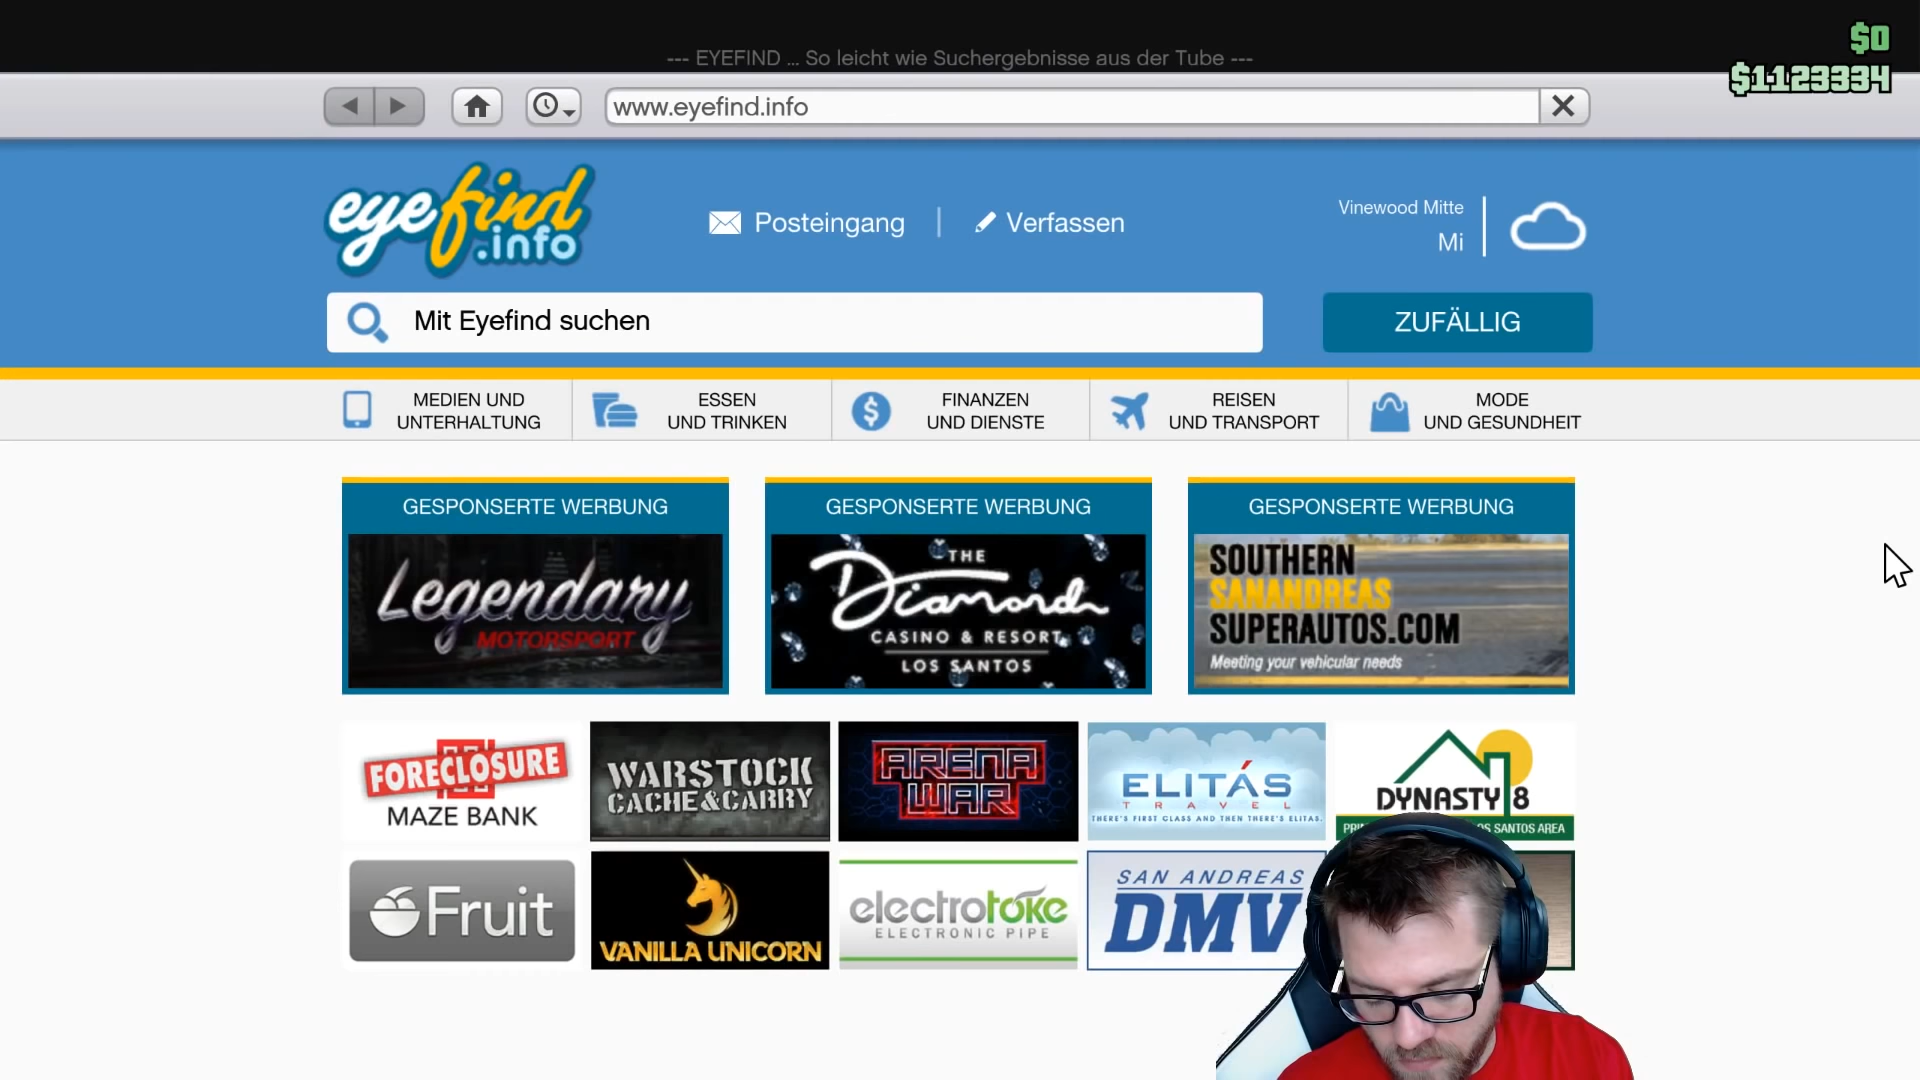 $0
--- EYEFIND ... So leicht wie Suchergebnisse aus der Tube ---
$1123334
www.eyefind.info
eyefind
.info
Posteingang
Verfassen
Vinewood Mitte
Mi
Mit Eyefind suchen
ZUFÄLLIG
MEDIEN UND
UNTERHALTUNG
ESSEN
UND TRINKEN
FINANZEN
UND DIENSTE
REISEN
UND TRANSPORT
MODE
UND GESUNDHEIT
GESPONSERTE WERBUNG
Legendary
MOTORSPORT
GESPONSERTE WERBUNG
THE
Diamond
CASINO & RESORT
LOS SANTOS
GESPONSERTE WERBUNG
SOUTHERN
SANANDREAS
SUPERAUTOS.COM
Meeting your vehicular needs
FORECLOSURE
MAZE BANK
WARSTOCK
CACHE&CARRY
ARENA
WAR
ELITÁS
TRAVEL
THERE'S FIRST CLASS AND THEN THERE'S ELITAS.
DYNASTY 8
SANTOS AREA
Fruit
VANILLA UNICORN
electrotoke
ELECTRONIC PIPE
SAN ANDREAS
DMV